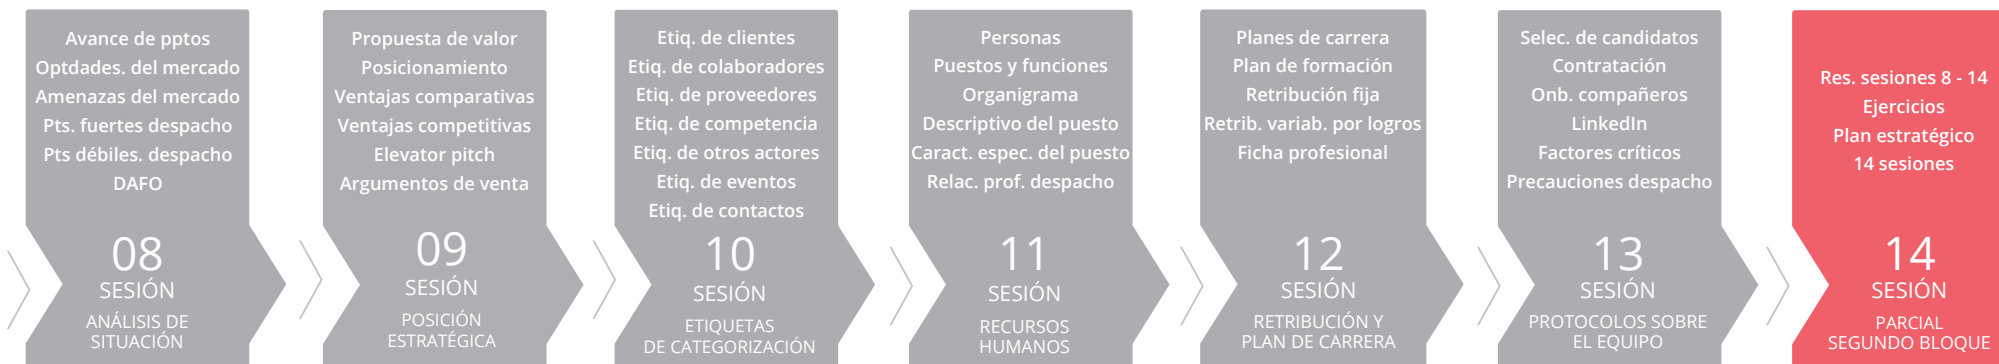 Avance de pptos
Optdades. del mercado
Amenazas del mercado
Pts. fuertes despacho
Pts débiles. despacho
DAFO
08
SESIÓN
ANÁLISIS DE
SITUACIÓN
Propuesta de valor
Posicionamiento
Ventajas comparativas
Ventajas competitivas
Elevator pitch
Argumentos de venta
09
SESIÓN
POSICIÓN
ESTRATÉGICA
Etiq. de clientes
Etiq. de colaboradores
Etiq. de proveedores
Etiq. de competencia
Etiq. de otros actores
Etiq. de eventos
Etiq. de contactos
10
SESIÓN
ETIQUETAS
DE CATEGORIZACIÓN
Personas
Puestos y funciones
Organigrama
Descriptivo del puesto
Caract. espec. del puesto
Relac. prof. despacho
11
SESIÓN
RECURSOS
HUMANOS
Planes de carrera
Plan de formación
Retribución fija
Retrib. variab. por logros
Ficha profesional
12
SESIÓN
RETRIBUCIÓN Y
PLAN DE CARRERA
Selec. de candidatos
Contratación
Onb. compañeros
LinkedIn
Factores críticos
Precauciones despacho
13
SESIÓN
PROTOCOLOS SOBRE
EL EQUIPO
Res. sesiones 8 - 14
Ejercicios
Plan estratégico
14 sesiones
14
SESIÓN
PARCIAL
SEGUNDO BLOQUE